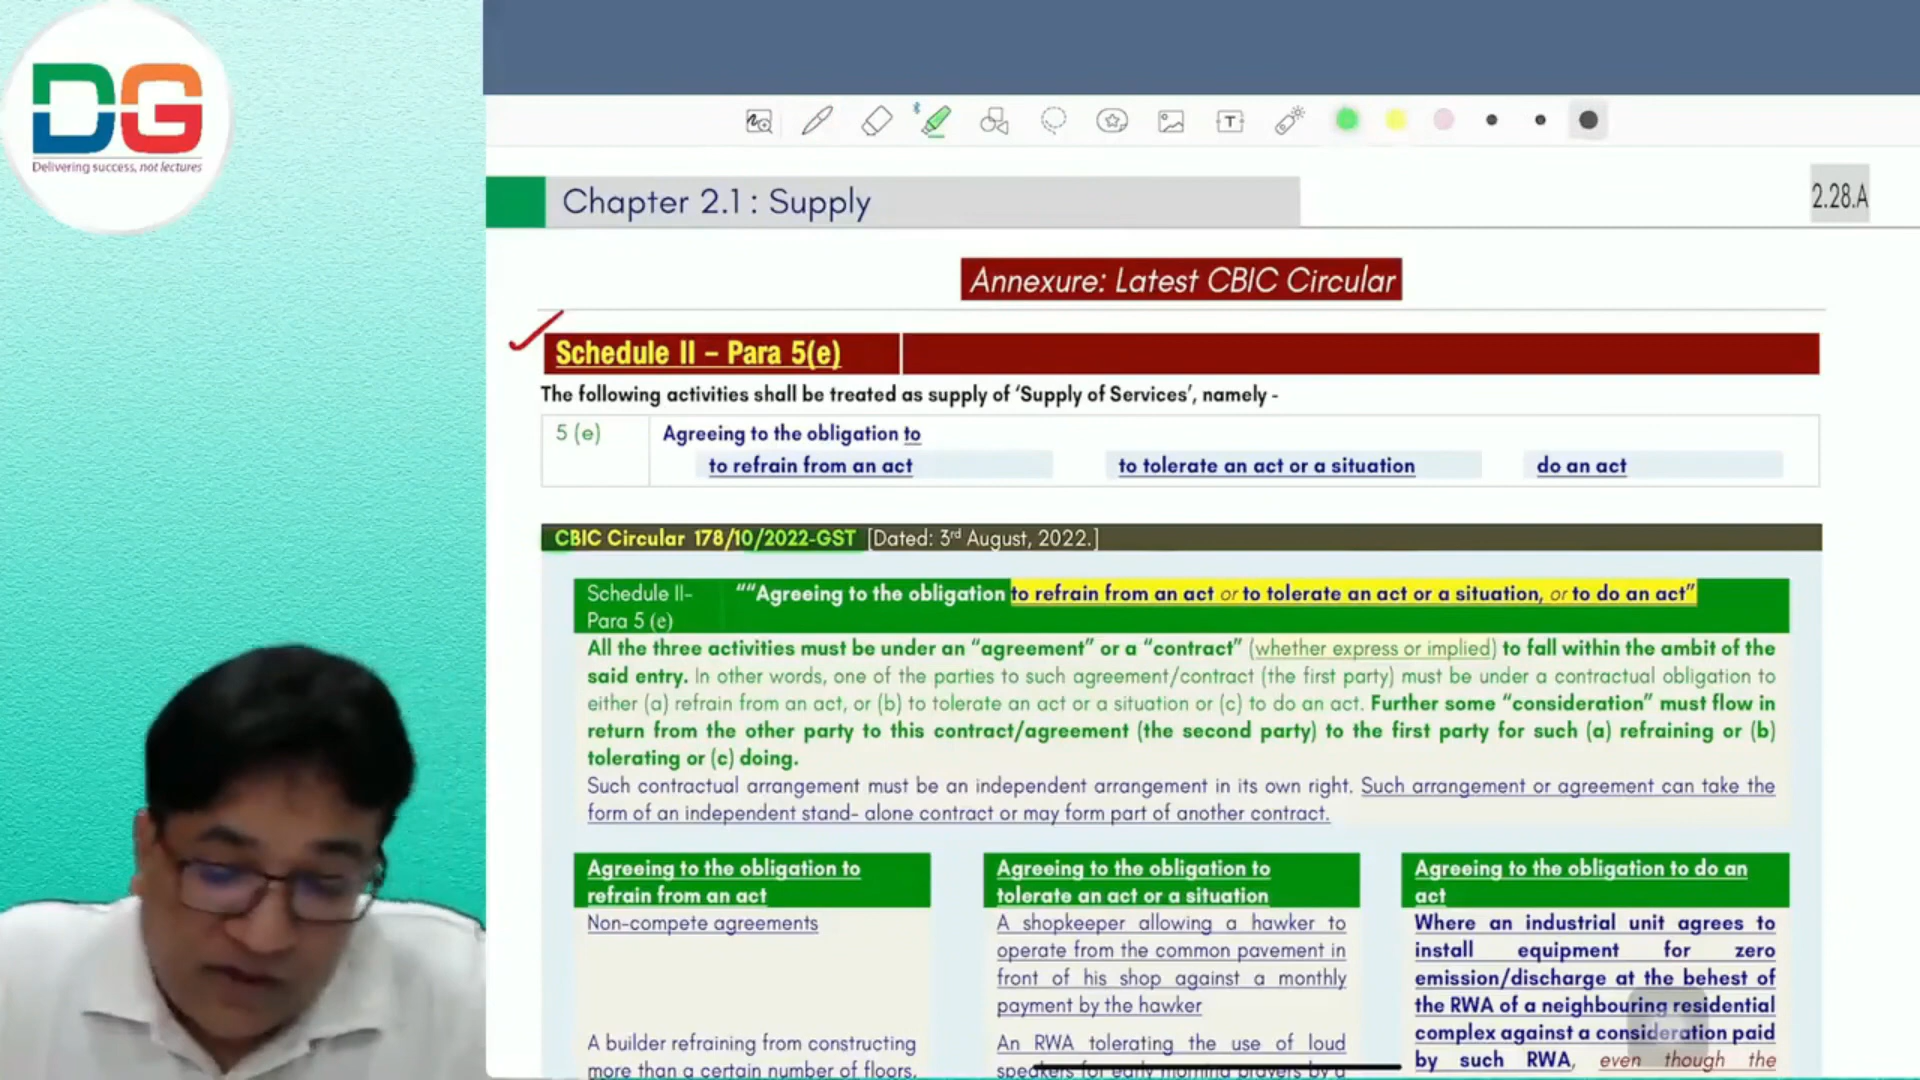 DG
Delivering success, not lectures
Chapter 2.1 : Supply
2.28.A
Annexure: Latest CBIC Circular
Schedule II – Para 5(e)
The following activities shall be treated as supply of ‘Supply of Services’, namely -
5 (e) Agreeing to the obligation to
to refrain from an act to tolerate an act or a situation do an act
CBIC Circular 178/10/2022-GST [Dated: 3rd August, 2022.]
Schedule II- ““Agreeing to the obligation to refrain from an act or to tolerate an act or a situation, or to do an act”
Para 5 (e)
All the three activities must be under an “agreement” or a “contract” (whether express or implied) to fall within the ambit of the
said entry. In other words, one of the parties to such agreement/contract (the first party) must be under a contractual obligation to
either (a) refrain from an act, or (b) to tolerate an act or a situation or (c) to do an act. Further some “consideration” must flow in
return from the other party to this contract/agreement (the second party) to the first party for such (a) refraining or (b)
tolerating or (c) doing.
Such contractual arrangement must be an independent arrangement in its own right. Such arrangement or agreement can take the
form of an independent stand- alone contract or may form part of another contract.
Agreeing to the obligation to
refrain from an act
Non-compete agreements
A builder refraining from constructing
more than a certain number of floors,
Agreeing to the obligation to
tolerate an act or a situation
A shopkeeper allowing a hawker to
operate from the common pavement in
front of his shop against a monthly
payment by the hawker
An RWA tolerating the use of loud
speakers for early morning prayers by a
Agreeing to the obligation to do an
act
Where an industrial unit agrees to
install equipment for zero
emission/discharge at the behest of
the RWA of a neighbouring residential
complex against a consideration paid
by such RWA, even though the